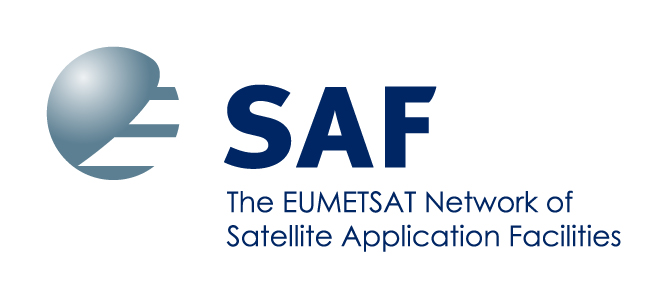 SAF
The EUMETSAT Network of
Satellite Application Facilities